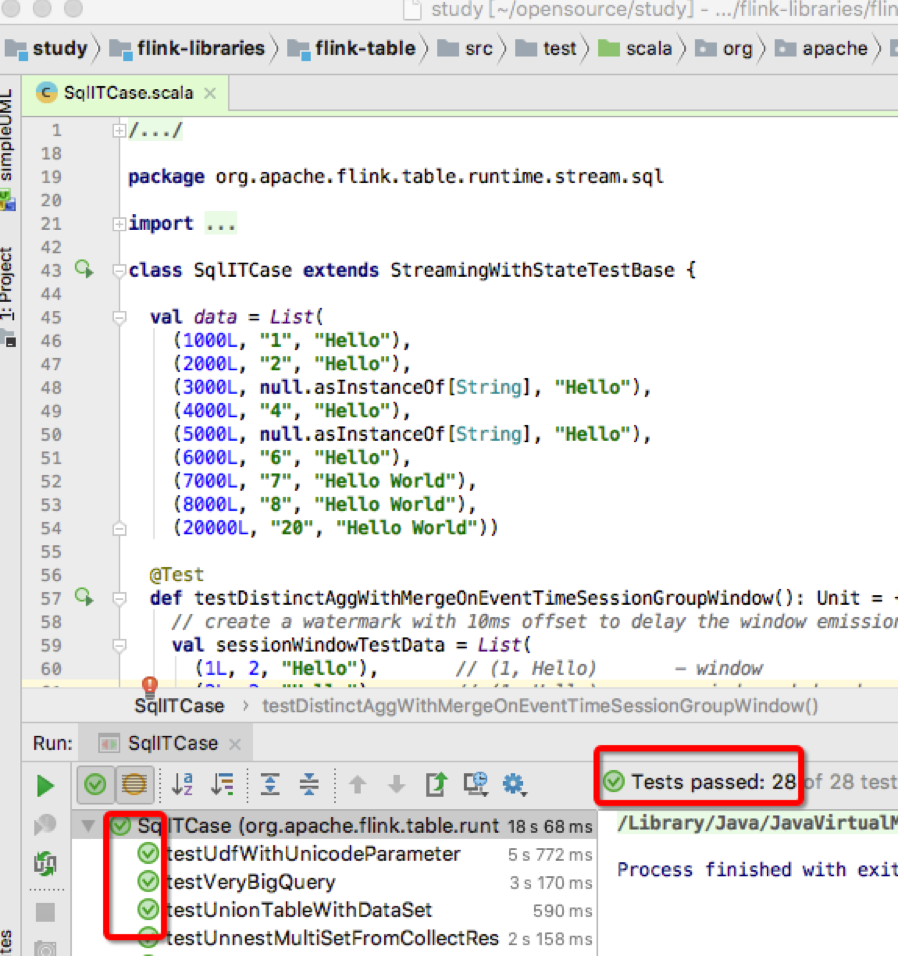 study [~/opensource/study] - .../flink-libraries/flin
study flink-libraries flink-table src test scala org apache
SqlITCase.scala
simpleUML
1: Project
1 /.../
18
19 package org.apache.flink.table.runtime.stream.sql
20
21 import ...
42
43 class SqlITCase extends StreamingWithStateTestBase {
44
45 val data = List(
46 (1000L, "1", "Hello"),
47 (2000L, "2", "Hello"),
48 (3000L, null.asInstanceOf[String], "Hello"),
49 (4000L, "4", "Hello"),
50 (5000L, null.asInstanceOf[String], "Hello"),
51 (6000L, "6", "Hello"),
52 (7000L, "7", "Hello World"),
53 (8000L, "8", "Hello World"),
54 (20000L, "20", "Hello World"))
55
56 @Test
57 def testDistinctAggWithMergeOnEventTimeSessionGroupWindow(): Unit = {
58 // create a watermark with 10ms offset to delay the window emission
59 val sessionWindowTestData = List(
60 (1L, 2, "Hello"), // (1, Hello) - window
SqlITCase › testDistinctAggWithMergeOnEventTimeSessionGroupWindow()
Run: SqlITCase
Tests passed: 28 of 28 test
SqlITCase (org.apache.flink.table.runt 18 s 68 ms
testUdfWithUnicodeParameter 5 s 772 ms
testVeryBigQuery 3 s 170 ms
testUnionTableWithDataSet 590 ms
testUnnestMultiSetFromCollectRes 2 s 158 ms
/Library/Java/JavaVirtualM
Process finished with exit